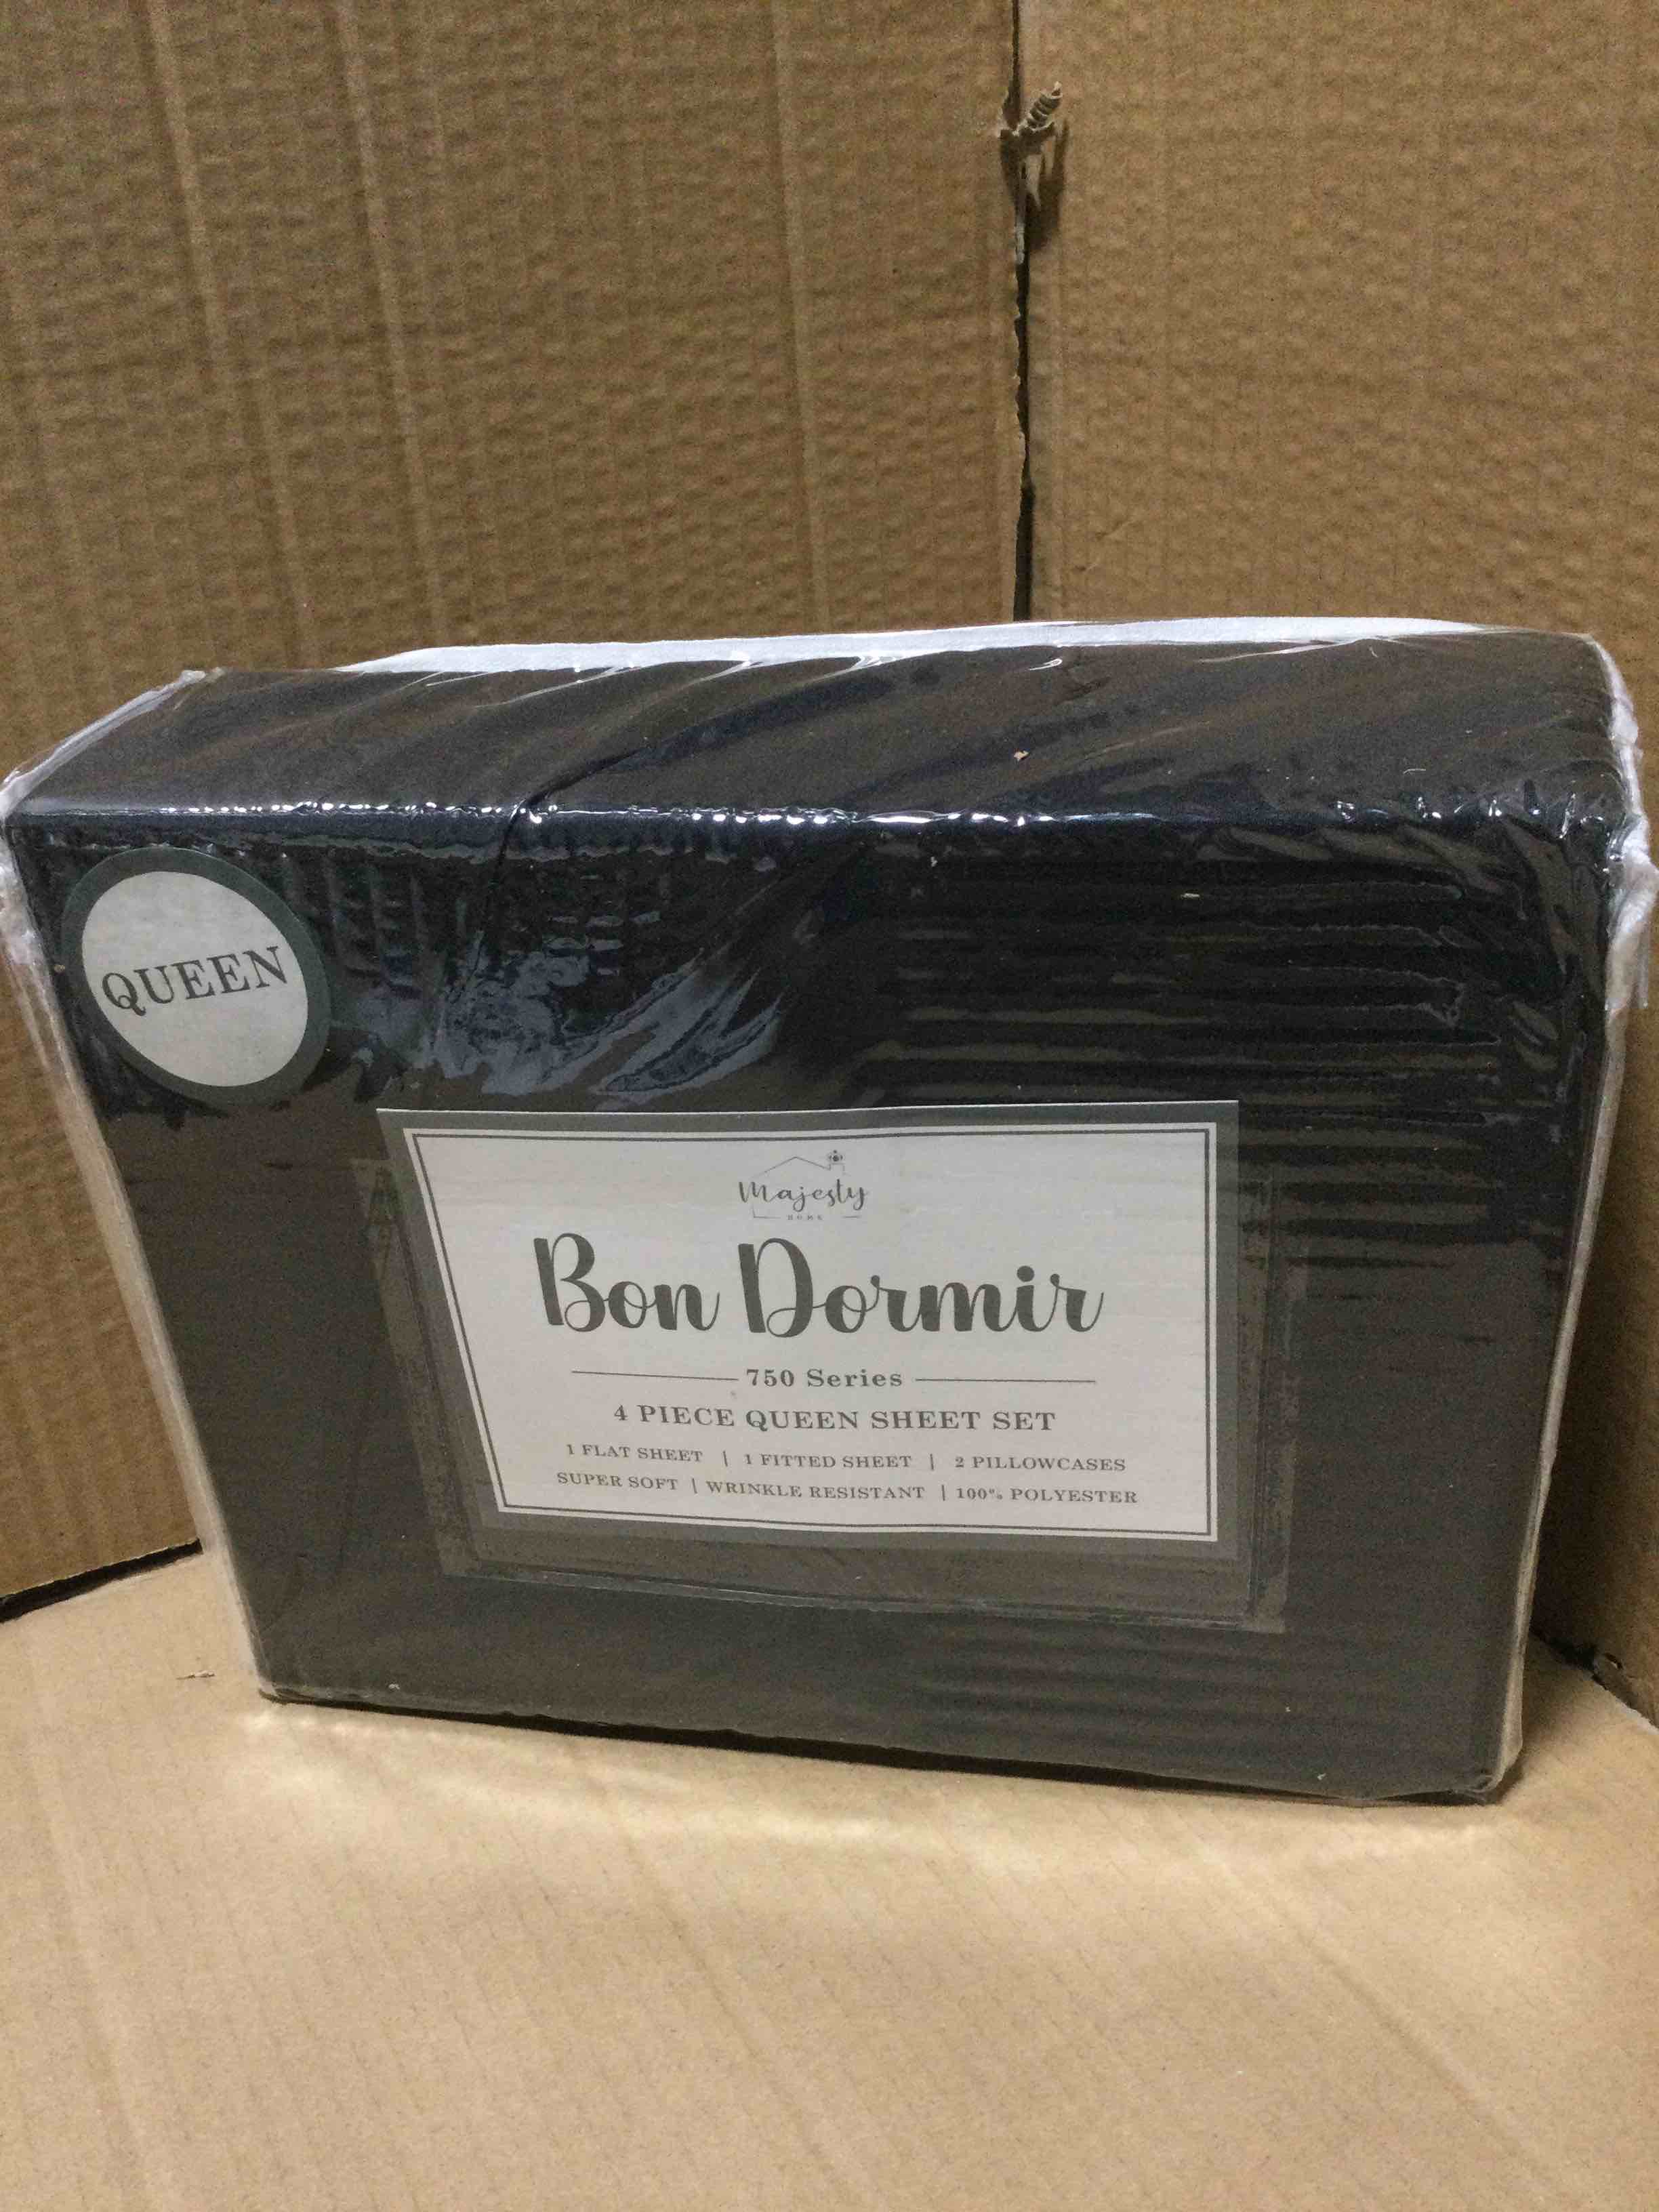 QUEEN
Majesty
HOME
Bon Dormir
750 Series
4 PIECE QUEEN SHEET SET
1 FLAT SHEET | 1 FITTED SHEET | 2 PILLOWCASES
SUPER SOFT | WRINKLE RESISTANT | 100% POLYESTER